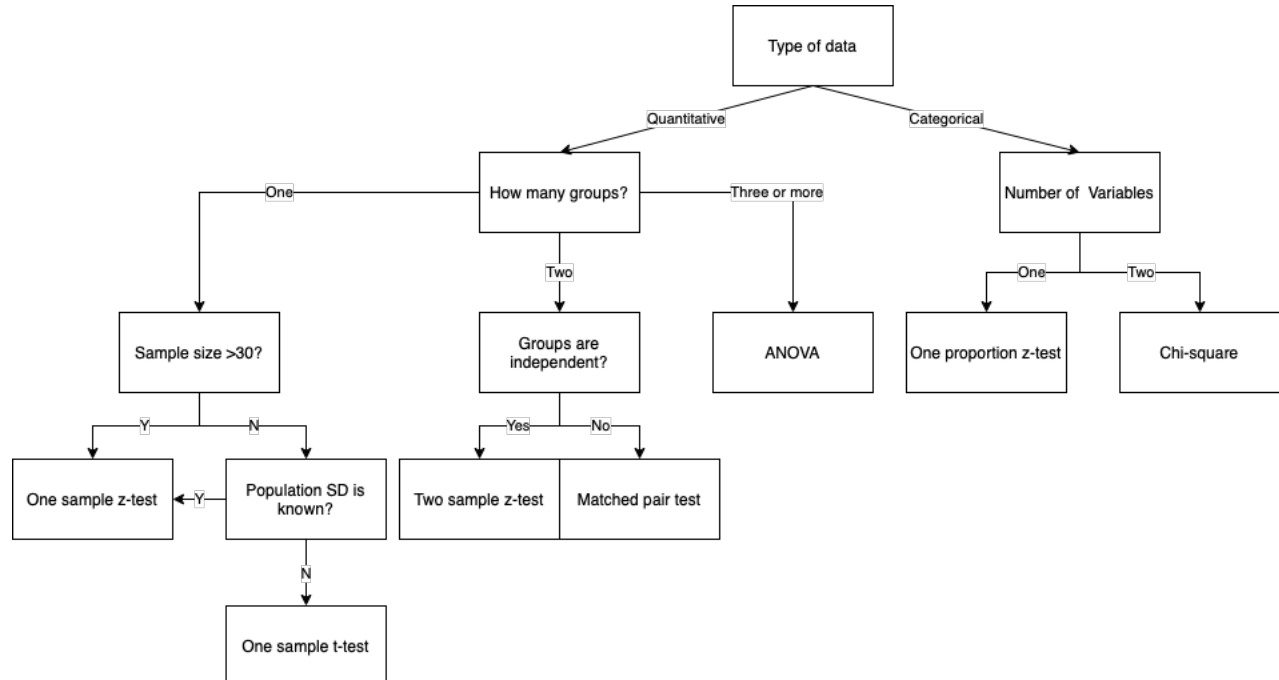 Type of data
Quantitative
Categorical
How many groups?
Number of  Variables
One
Three or more
Two
One
Two
Sample size >30?
Groups are
independent?
ANOVA
One proportion z-test
Chi-square
Y
N
Yes
No
One sample z-test
Y
Population SD is
known?
Two sample z-test
Matched pair test
N
One sample t-test